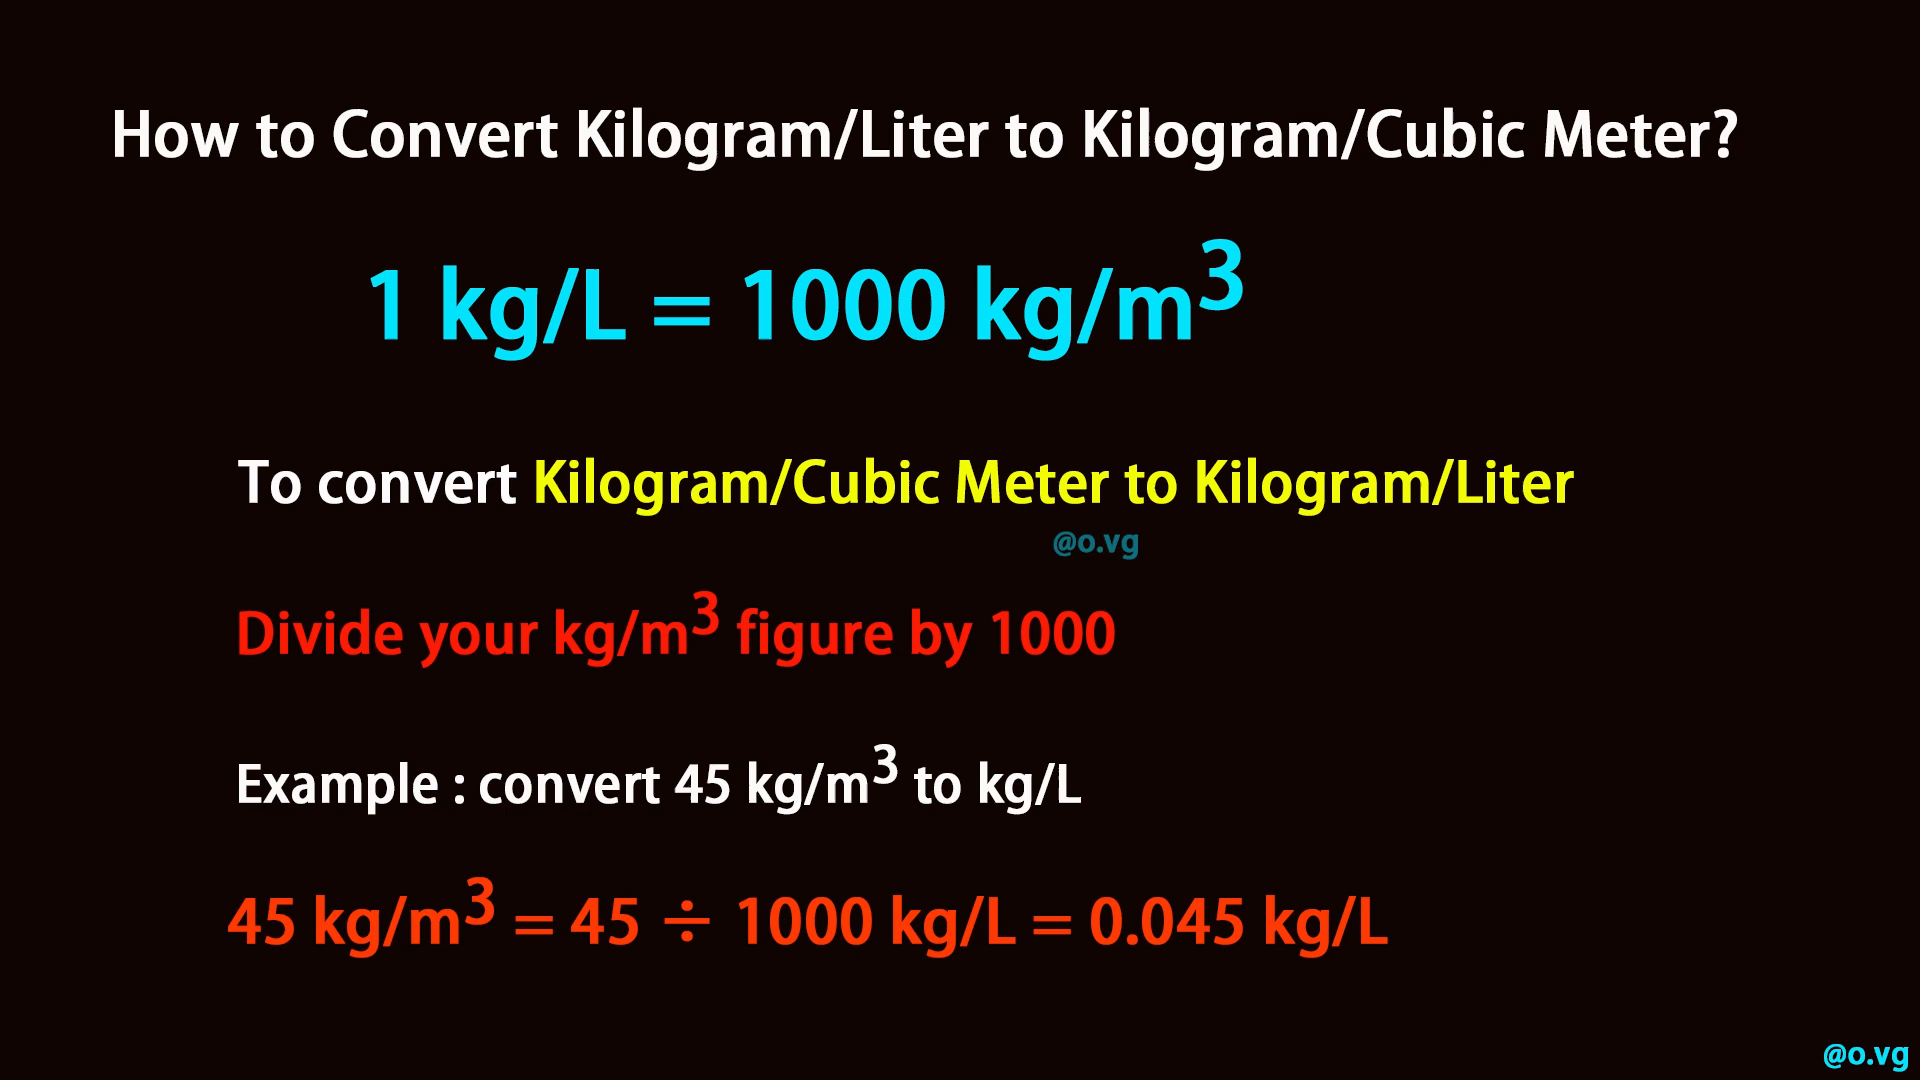 How to Convert Kilogram/Liter to Kilogram/Cubic Meter?
1 kg/L = 1000 kg/m³
To convert Kilogram/Cubic Meter to Kilogram/Liter
@o.vg
Divide your kg/m³ figure by 1000
Example : convert 45 kg/m³ to kg/L
45 kg/m³ = 45 ÷ 1000 kg/L = 0.045 kg/L
@o.vg